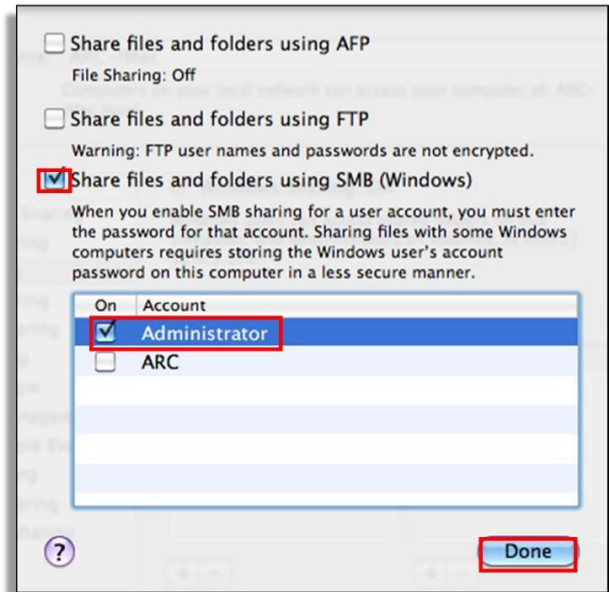 Share files and folders using AFP
File Sharing: Off
Share files and folders using FTP
Warning: FTP user names and passwords are not encrypted.
Share files and folders using SMB (Windows)
When you enable SMB sharing for a user account, you must enter
the password for that account. Sharing files with some Windows
computers requires storing the Windows user's account
password on this computer in a less secure manner.
On Account
Administrator
ARC
? Done